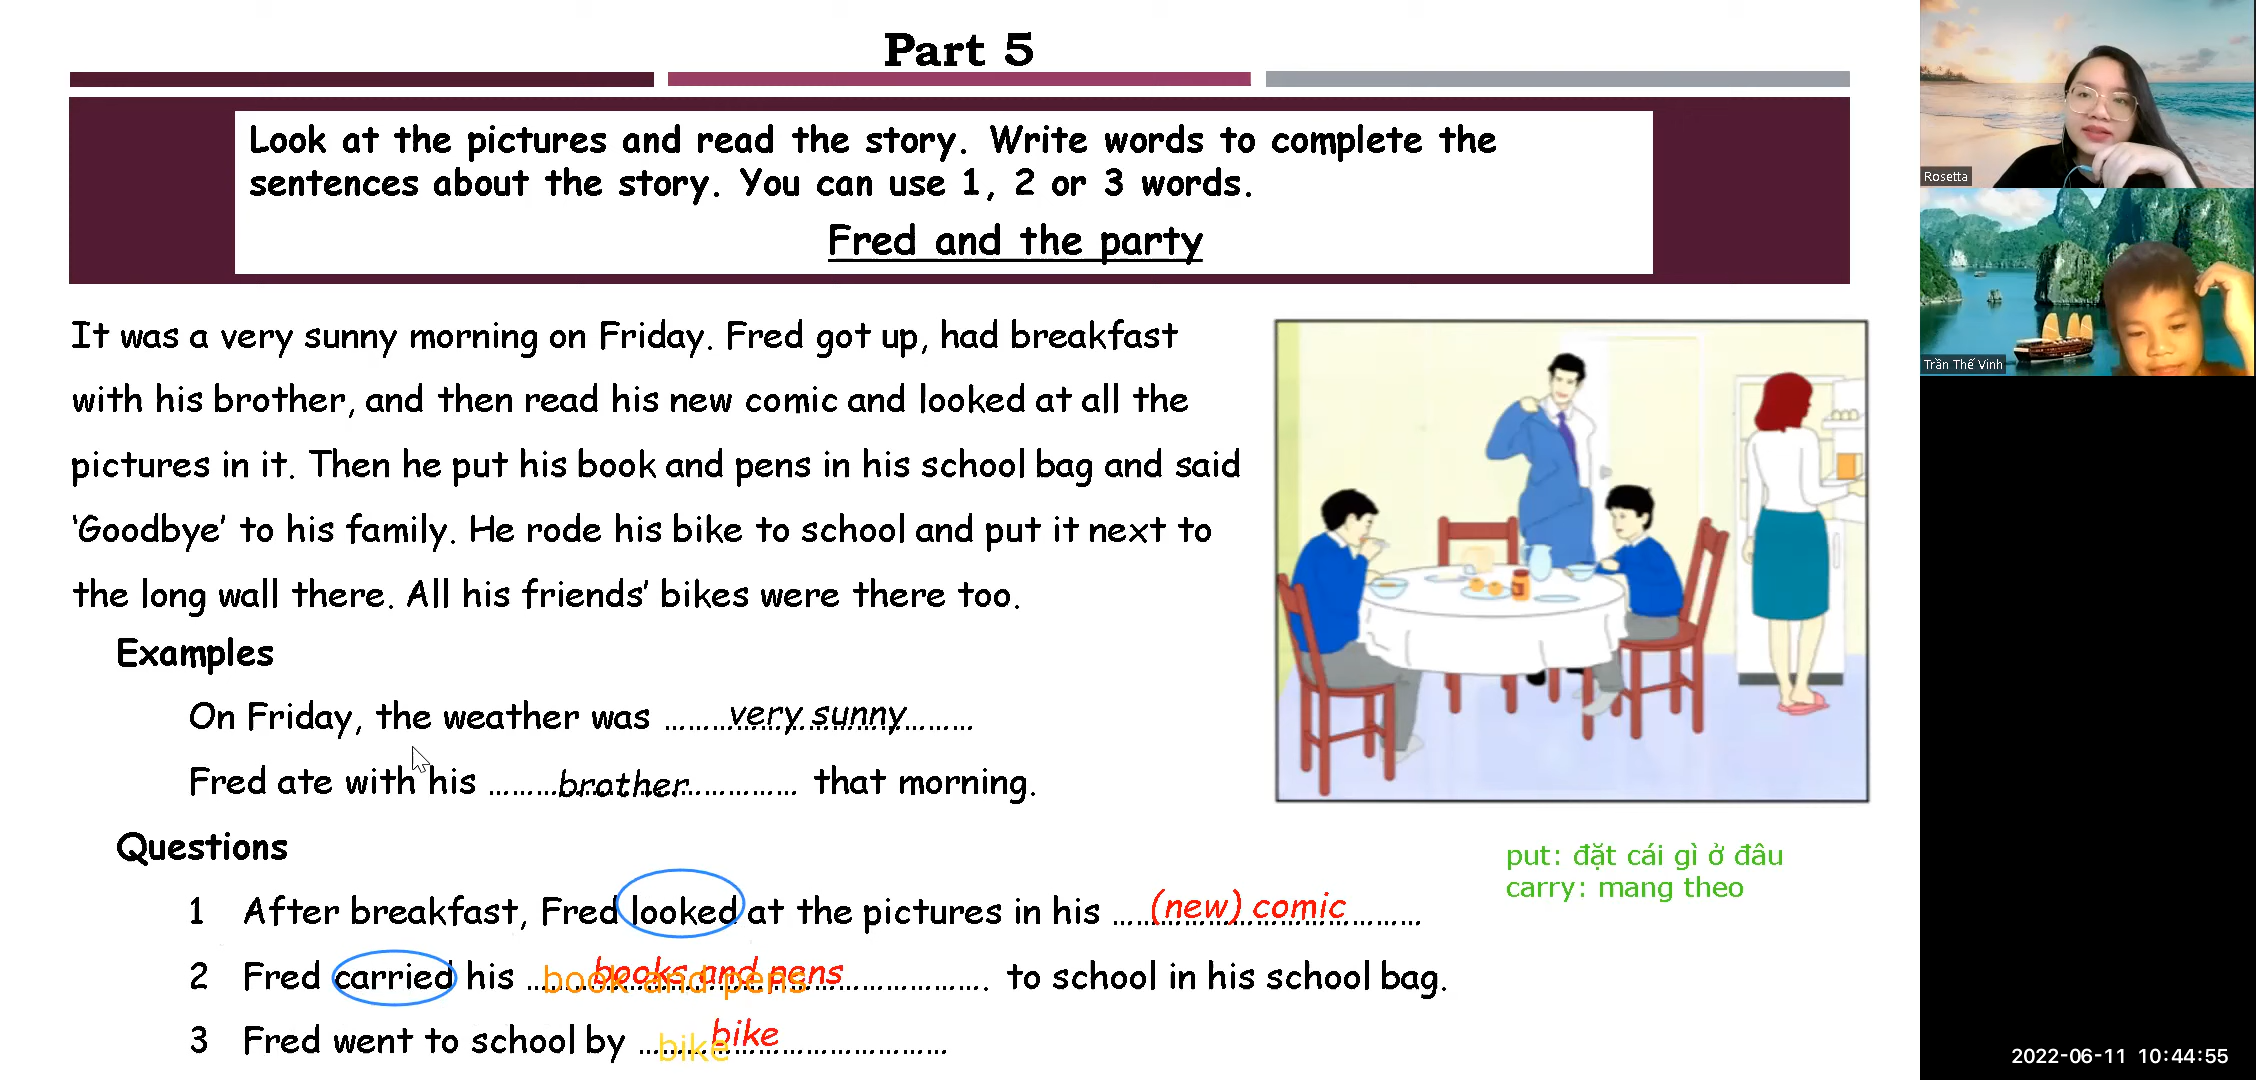 Part 5
Look at the pictures and read the story. Write words to complete the
sentences about the story. You can use 1, 2 or 3 words.
Fred and the party
It was a very sunny morning on Friday. Fred got up, had breakfast
with his brother, and then read his new comic and looked at all the
pictures in it. Then he put his book and pens in his school bag and said
‘Goodbye’ to his family. He rode his bike to school and put it next to
the long wall there. All his friends’ bikes were there too.
Examples
On Friday, the weather was ........very sunny............
Fred ate with his .........brother.............. that morning.
Questions
1 After breakfast, Fred looked at the pictures in his .....(new) comic............
put: đặt cái gì ở đâu
carry: mang theo
2 Fred carried his .....books and pens................. to school in his school bag.
book and pens
3 Fred went to school by .........bike.....................
bike
Rosetta
Trần Thế Vinh
2022-06-11 10:44:55